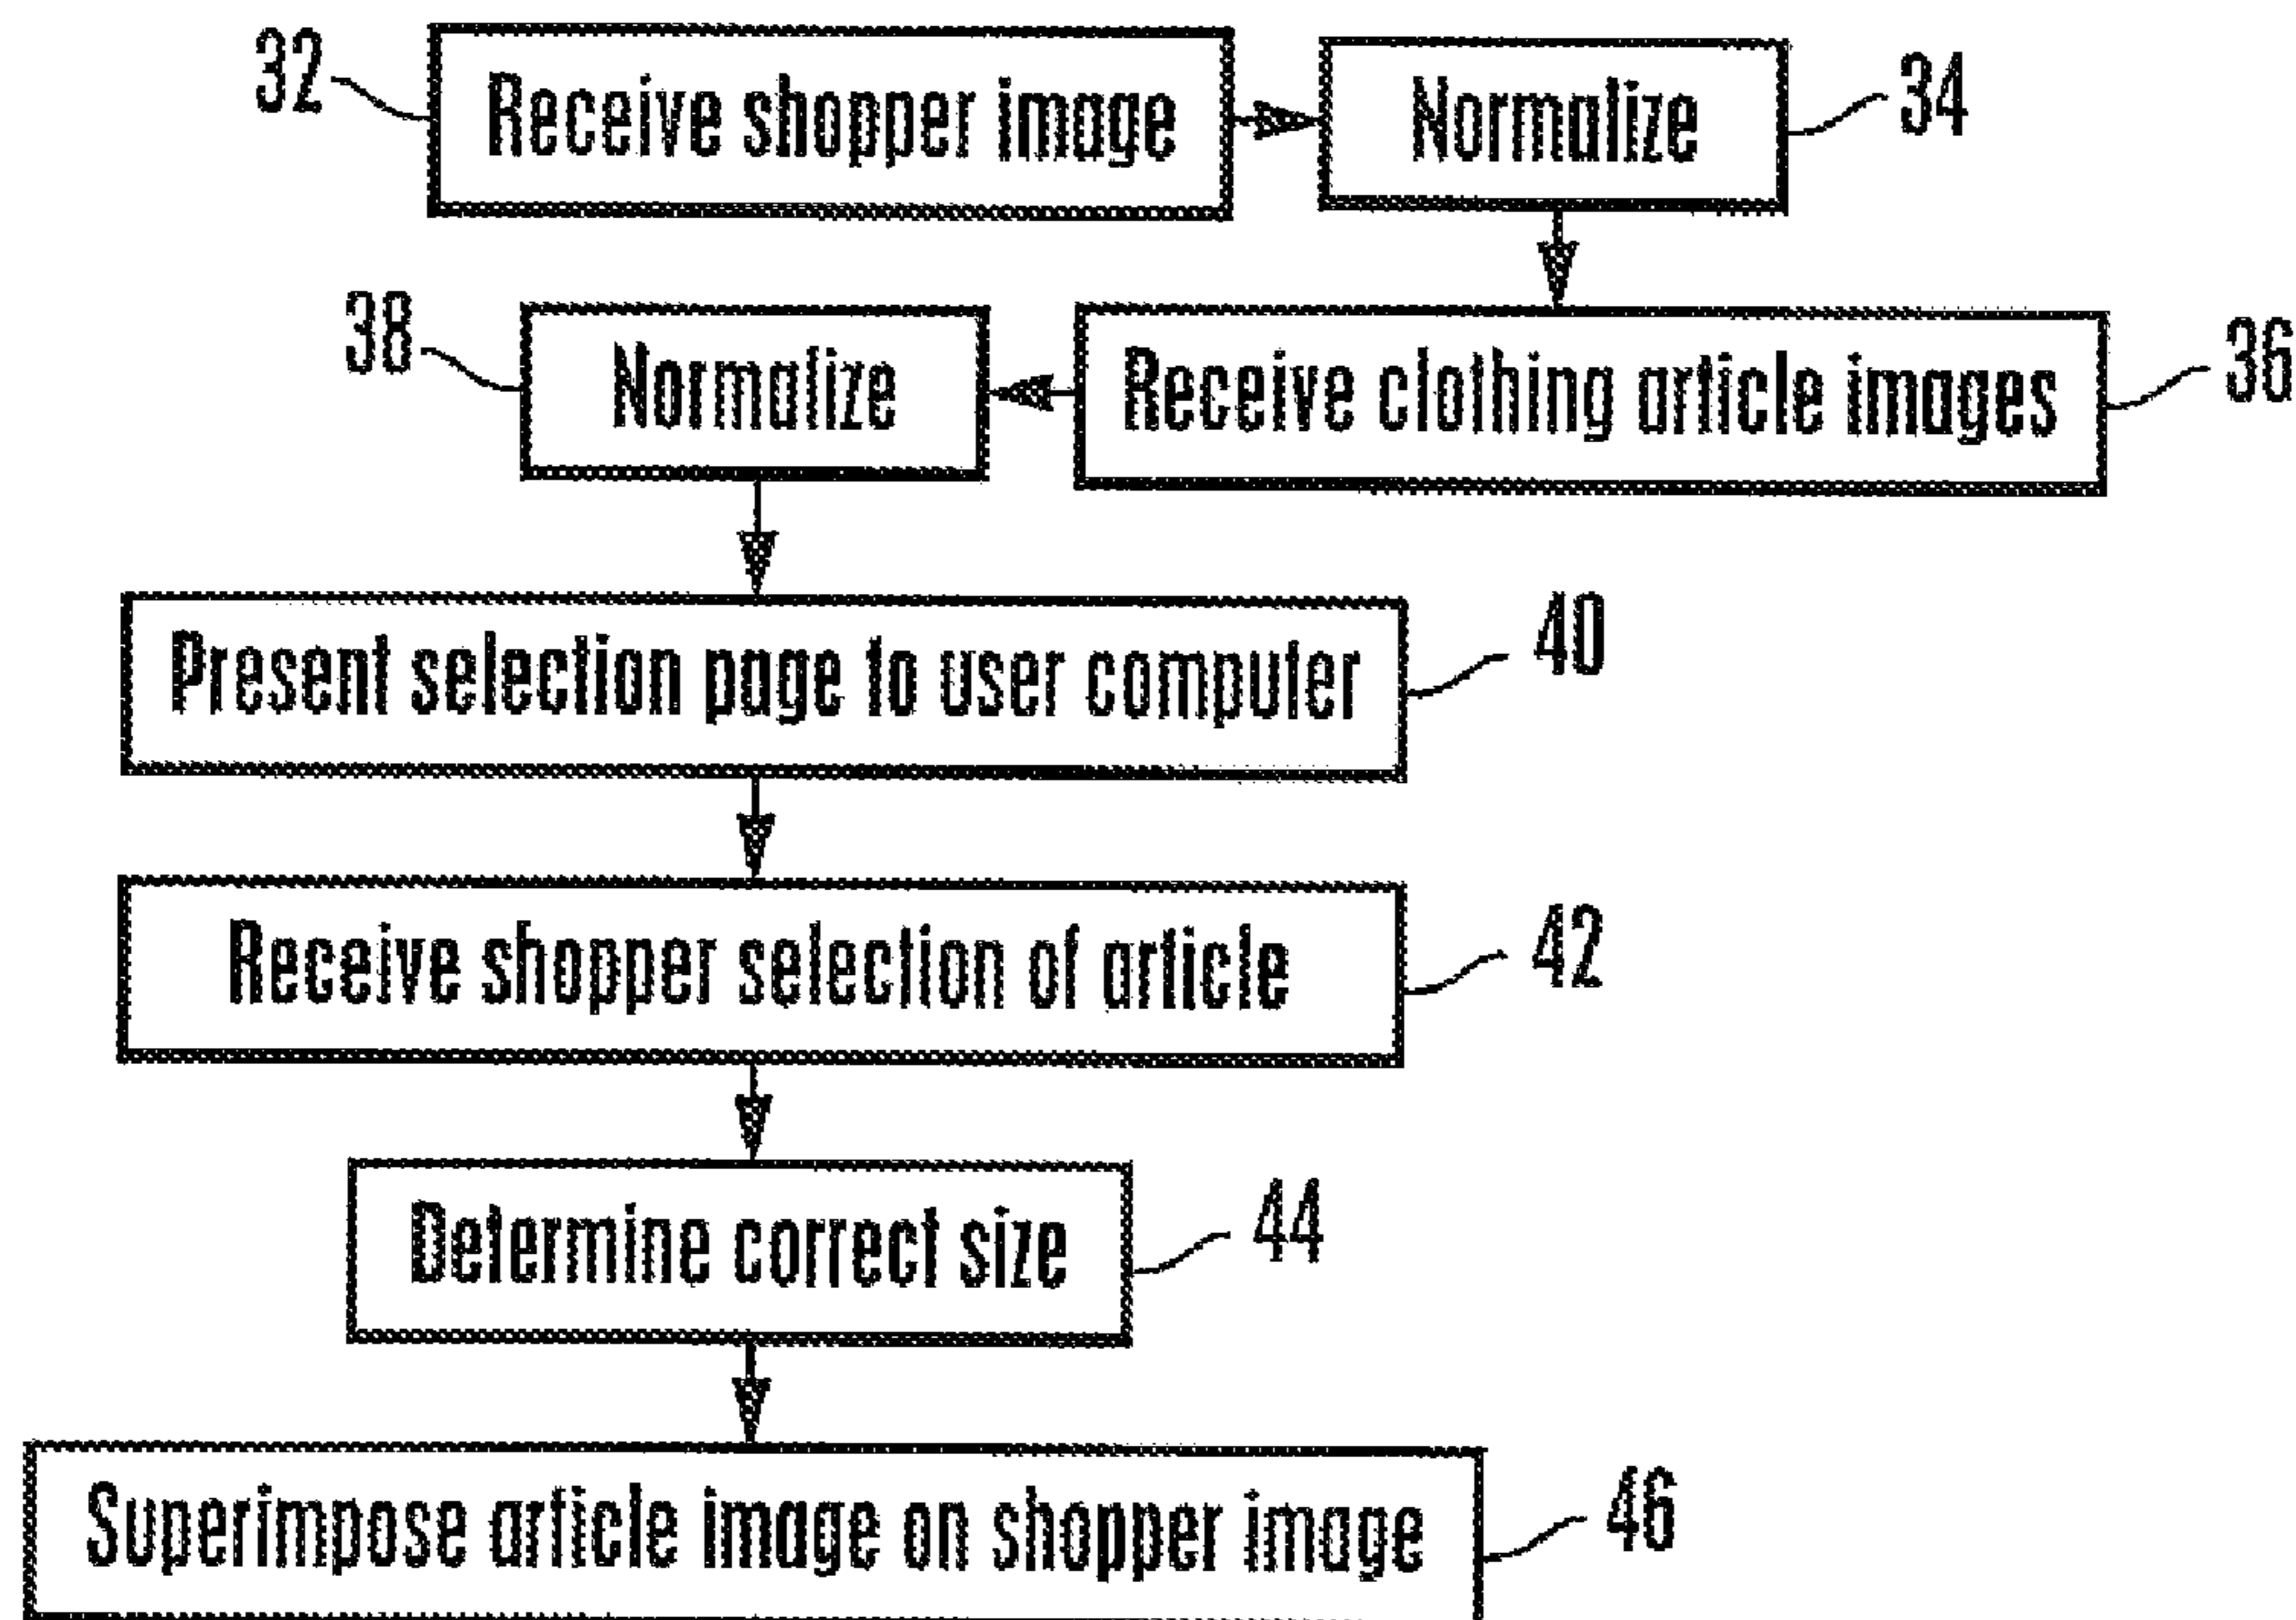 32 Receive shopper image Normalize 34
38 Normalize Receive clothing article images 36
Present selection page to user computer 40
Receive shopper selection of article 42
Determine correct size 44
Superimpose article image on shopper image 46